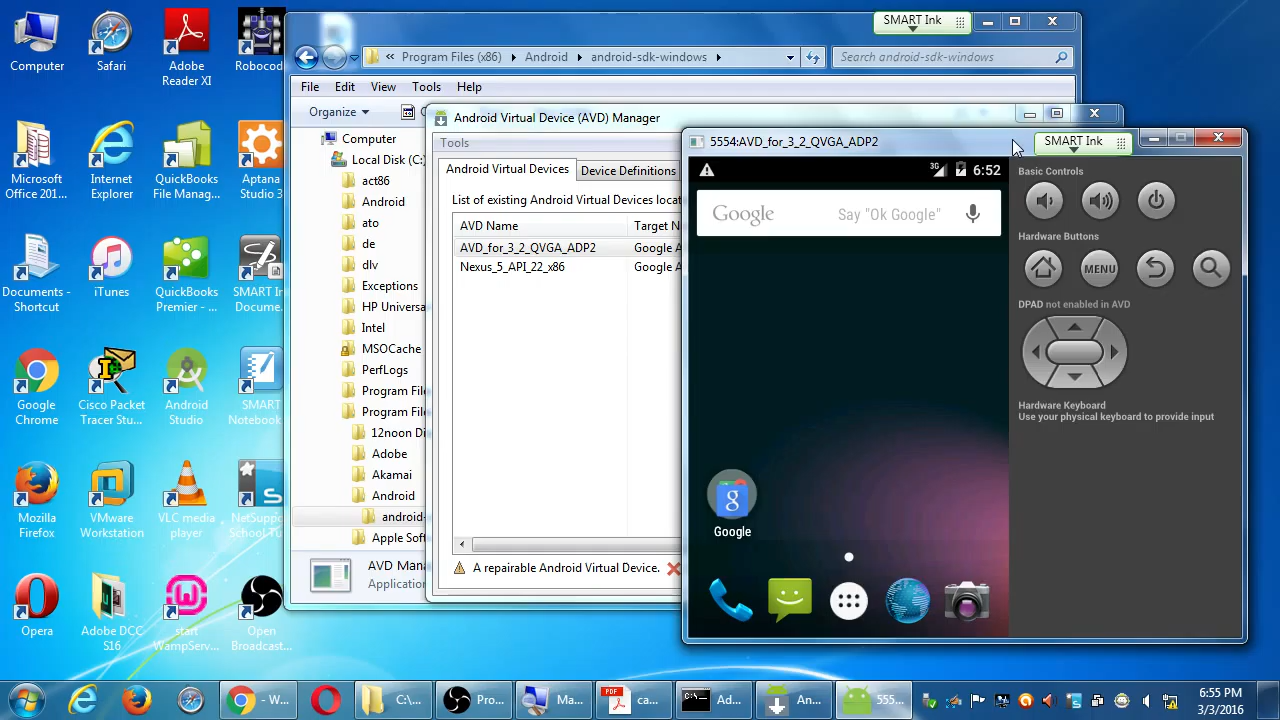 Computer
Safari
Adobe
Reader XI
Robocod
Microsoft
Office 201...
Internet
Explorer
QuickBooks
File Manag...
Aptana
Studio 3
Documents -
Shortcut
iTunes
QuickBooks
Premier - ...
SMART In
Docume...
Google
Chrome
Cisco Packet
Tracer Stu...
Android
Studio
SMART
Notebook
Mozilla
Firefox
VMware
Workstation
VLC media
player
NetSuppo
School Tu
Opera
Adobe DCC
S16
start
WampServ...
Open
Broadcast...
SMART Ink
« Program Files (x86)
Android
android-sdk-windows
Search android-sdk-windows
File
Edit
View
Tools
Help
Organize
Computer
Local Disk (C:)
act86
Android
ato
de
dlv
Exceptions
HP Universa
Intel
MSOCache
PerfLogs
Program File
Program File
12noon Di
Adobe
Akamai
Android
android-
Apple Soft
AVD Man
Applicatio
Android Virtual Device (AVD) Manager
Tools
Android Virtual Devices
Device Definitions
List of existing Android Virtual Devices locat
AVD Name
Target N
AVD_for_3_2_QVGA_ADP2
Google A
Nexus_5_API_22_x86
Google A
A repairable Android Virtual Device.
5554:AVD_for_3_2_QVGA_ADP2
SMART Ink
3G
6:52
Google
Say "Ok Google"
g
Google
Basic Controls
Hardware Buttons
MENU
DPAD not enabled in AVD
Hardware Keyboard
Use your physical keyboard to provide input
- W...
C:\...
Pro...
Ma...
PDF
ca...
Ad...
An...
555...
6:55 PM
3/3/2016